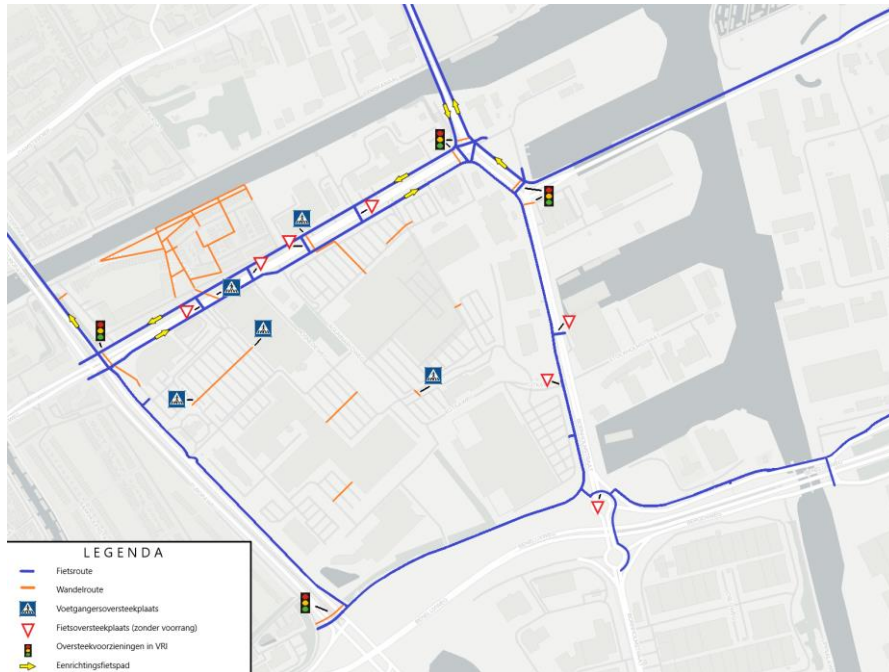 LEGENDA
Fietsroute
Wandelroute
Voetgangersoversteekplaats
Fietsoversteekplaats (zonder voorrang)
Oversteekvoorzieningen in VRI
Eenrichtingsfietspad